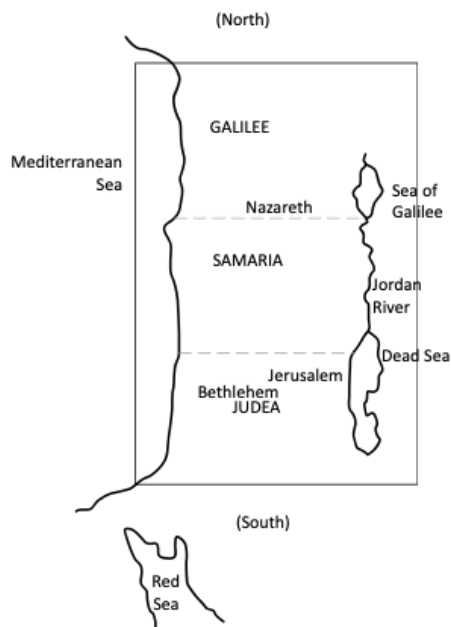 (North)
GALILEE
Mediterranean
Sea
Sea of
Galilee
Nazareth
SAMARIA
Jordan
River
Dead Sea
Jerusalem
Bethlehem
JUDEA
(South)
Red
Sea